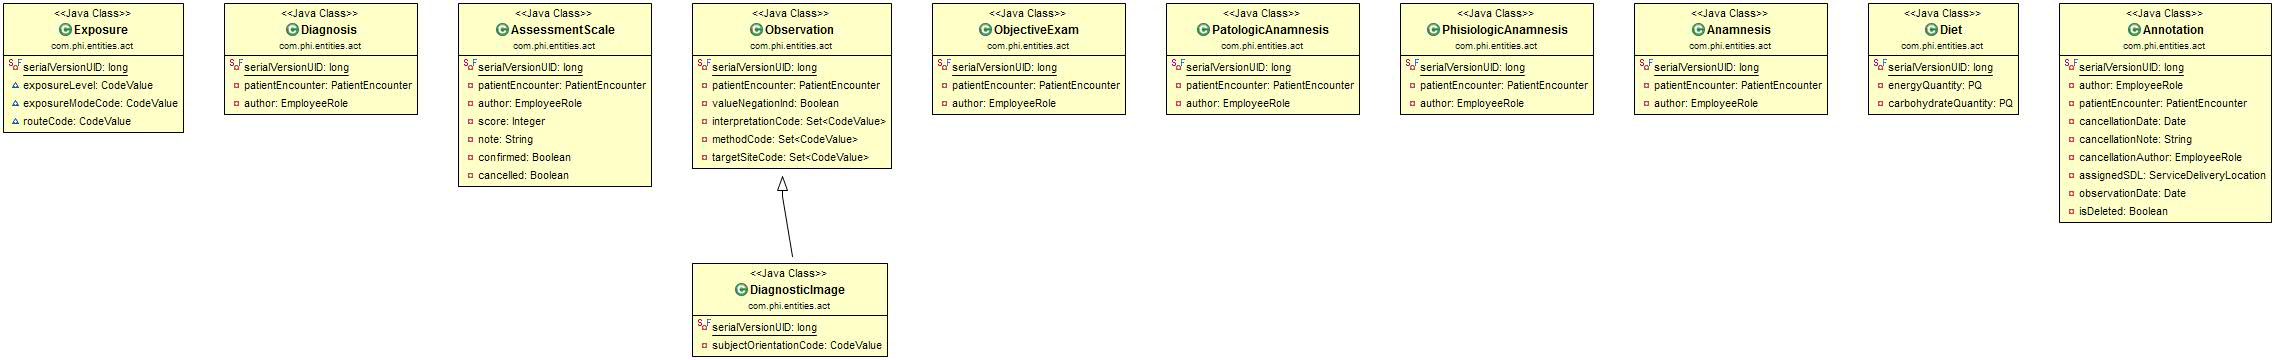 <<Java Class>>
Exposure
com.phi.entities.act
serialVersionUID: long
exposureLevel: CodeValue
exposureModeCode: CodeValue
routeCode: CodeValue
<<Java Class>>
Diagnosis
com.phi.entities.act
serialVersionUID: long
patientEncounter: PatientEncounter
author: EmployeeRole
<<Java Class>>
AssessmentScale
com.phi.entities.act
serialVersionUID: long
patientEncounter: PatientEncounter
author: EmployeeRole
score: Integer
note: String
confirmed: Boolean
cancelled: Boolean
<<Java Class>>
Observation
com.phi.entities.act
serialVersionUID: long
patientEncounter: PatientEncounter
valueNegationInd: Boolean
interpretationCode: Set<CodeValue>
methodCode: Set<CodeValue>
targetSiteCode: Set<CodeValue>
<<Java Class>>
ObjectiveExam
com.phi.entities.act
serialVersionUID: long
patientEncounter: PatientEncounter
author: EmployeeRole
<<Java Class>>
PatologicAnamnesis
com.phi.entities.act
serialVersionUID: long
patientEncounter: PatientEncounter
author: EmployeeRole
<<Java Class>>
PhisiologicAnamnesis
com.phi.entities.act
serialVersionUID: long
patientEncounter: PatientEncounter
author: EmployeeRole
<<Java Class>>
Anamnesis
com.phi.entities.act
serialVersionUID: long
patientEncounter: PatientEncounter
author: EmployeeRole
<<Java Class>>
Diet
com.phi.entities.act
serialVersionUID: long
energyQuantity: PQ
carbohydrateQuantity: PQ
<<Java Class>>
Annotation
com.phi.entities.act
serialVersionUID: long
author: EmployeeRole
patientEncounter: PatientEncounter
cancellationDate: Date
cancellationNote: String
cancellationAuthor: EmployeeRole
assignedSDL: ServiceDeliveryLocation
observationDate: Date
isDeleted: Boolean
<<Java Class>>
DiagnosticImage
com.phi.entities.act
serialVersionUID: long
subjectOrientationCode: CodeValue